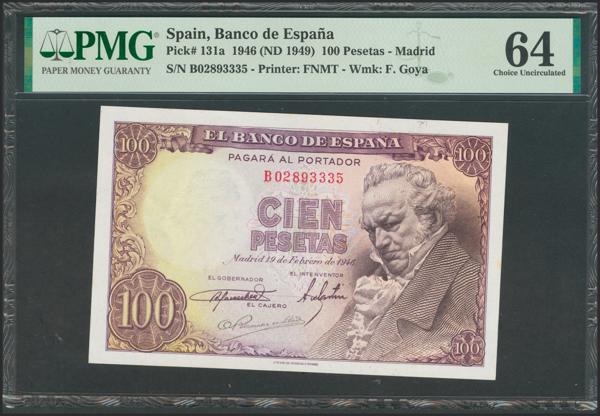 PMG
PAPER MONEY GUARANTY
Spain, Banco de España
Pick# 131a 1946 (ND 1949) 100 Pesetas - Madrid
S/N B02893335 - Printer: FNMT - Wmk: F. Goya
64
Choice Uncirculated
EL BANCO DE ESPAÑA
100
100
PAGARÁ AL PORTADOR
B02893335
CIEN
PESETAS
Madrid 19 de Febrero de 1946
EL GOBERNADOR
EL INTERVENTOR
EL CAJERO
100
100